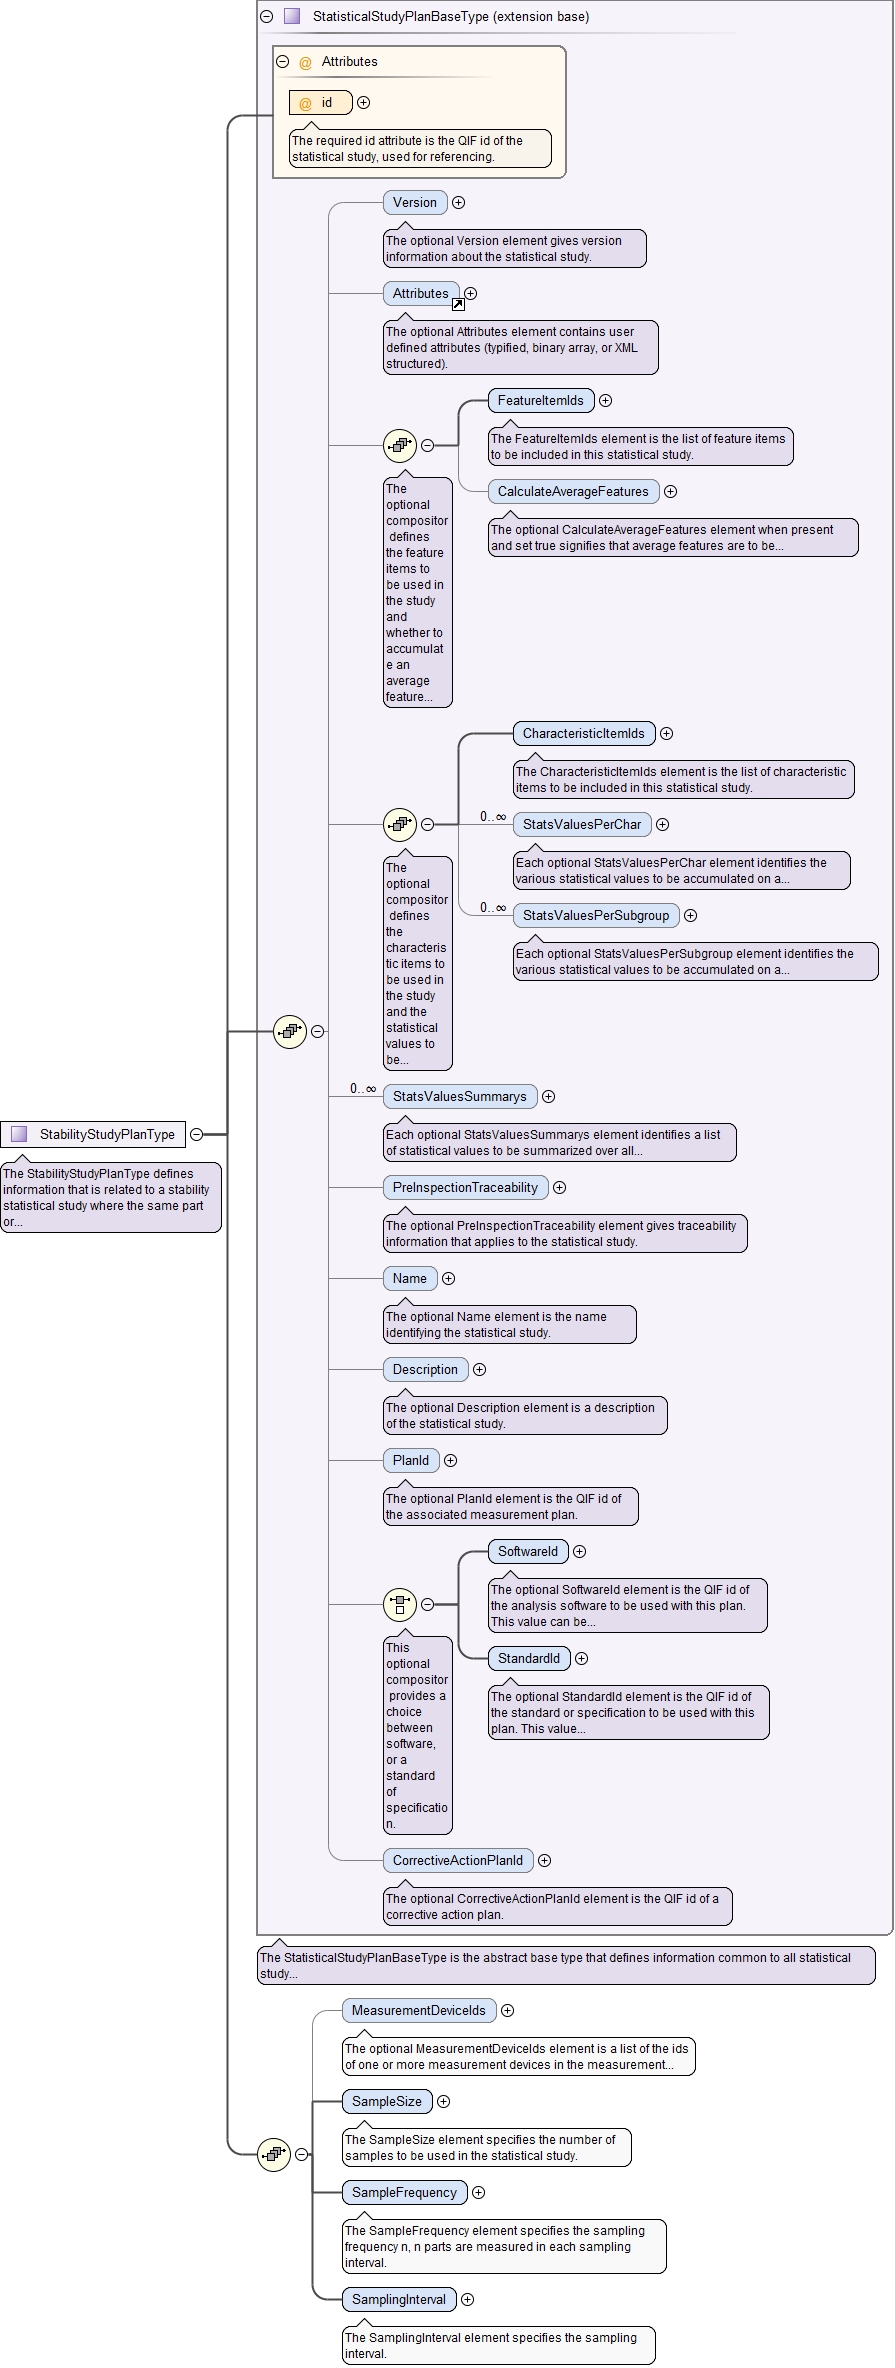 StatisticalStudyPlanBaseType (extension base)
@ Attributes
@ id
The required id attribute is the QIF id of the
statistical study, used for referencing.
Version
The optional Version element gives version
information about the statistical study.
Attributes
The optional Attributes element contains user
defined attributes (typified, binary array, or XML
structured).
FeatureItemIds
The FeatureItemIds element is the list of feature items
to be included in this statistical study.
CalculateAverageFeatures
The optional CalculateAverageFeatures element when present
and set true signifies that average features are to be...
The
optional
compositor
defines
the feature
items to
be used in
the study
and
whether to
accumulat
e an
average
feature...
CharacteristicItemIds
The CharacteristicItemIds element is the list of characteristic
items to be included in this statistical study.
0..∞
StatsValuesPerChar
Each optional StatsValuesPerChar element identifies the
various statistical values to be accumulated on a...
0..∞
StatsValuesPerSubgroup
Each optional StatsValuesPerSubgroup element identifies the
various statistical values to be accumulated on a...
The
optional
compositor
defines
the
characteris
tic items to
be used in
the study
and the
statistical
values to
be...
0..∞
StatsValuesSummarys
Each optional StatsValuesSummarys element identifies a list
of statistical values to be summarized over all...
StabilityStudyPlanType
The StabilityStudyPlanType defines
information that is related to a stability
statistical study where the same part
or...
PreInspectionTraceability
The optional PreInspectionTraceability element gives traceability
information that applies to the statistical study.
Name
The optional Name element is the name
identifying the statistical study.
Description
The optional Description element is a description
of the statistical study.
PlanId
The optional PlanId element is the QIF id of
the associated measurement plan.
SoftwareId
The optional SoftwareId element is the QIF id of
the analysis software to be used with this plan.
This value can be...
StandardId
The optional StandardId element is the QIF id of
the standard or specification to be used with this
plan. This value...
This
optional
compositor
provides a
choice
between
software,
or a
standard
of
specificatio
n.
CorrectiveActionPlanId
The optional CorrectiveActionPlanId element is the QIF id of a
corrective action plan.
The StatisticalStudyPlanBaseType is the abstract base type that defines information common to all statistical
study...
MeasurementDeviceIds
The optional MeasurementDeviceIds element is a list of the ids
of one or more measurement devices in the measurement...
SampleSize
The SampleSize element specifies the number of
samples to be used in the statistical study.
SampleFrequency
The SampleFrequency element specifies the sampling
frequency n, n parts are measured in each sampling
interval.
SamplingInterval
The SamplingInterval element specifies the sampling
interval.